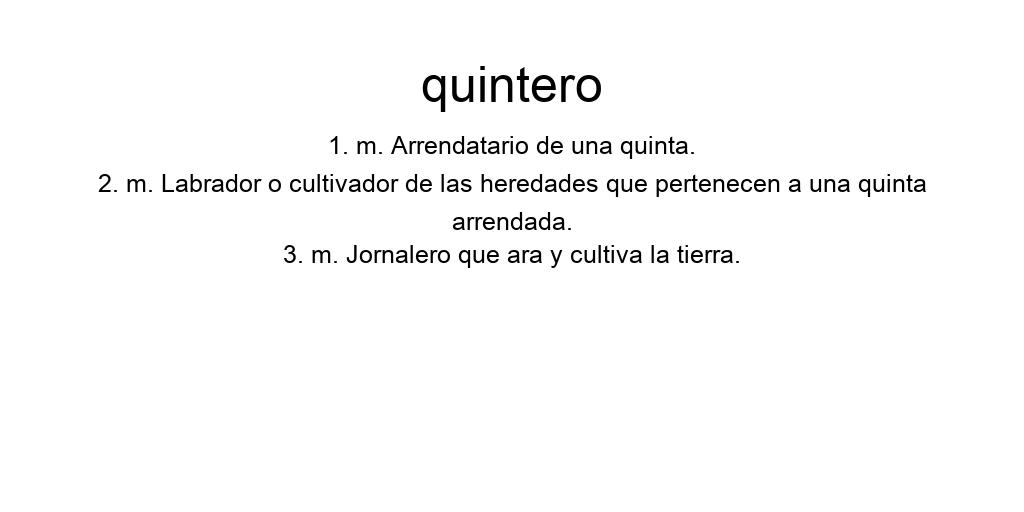 quintero
1. m. Arrendatario de una quinta.
2. m. Labrador o cultivador de las heredades que pertenecen a una quinta
arrendada.
3. m. Jornalero que ara y cultiva la tierra.